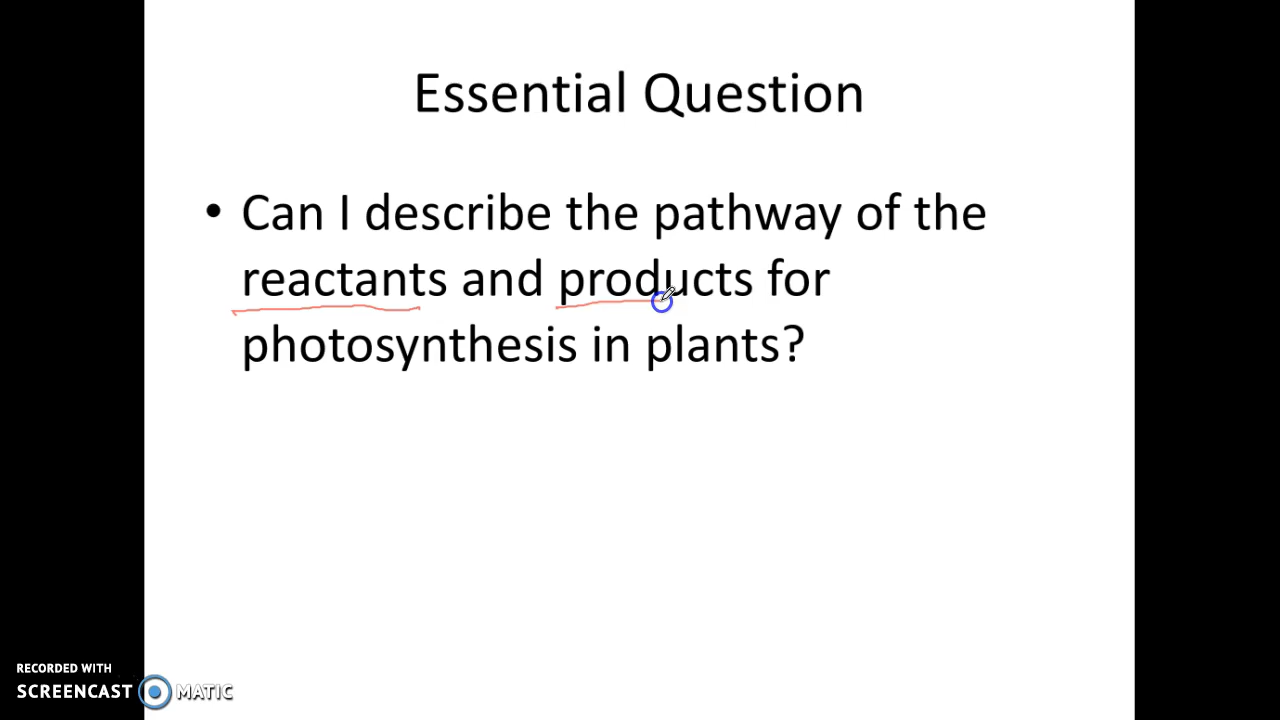 Essential Question
• Can I describe the pathway of the
reactants and products for
photosynthesis in plants?
RECORDED WITH
SCREENCAST MATIC